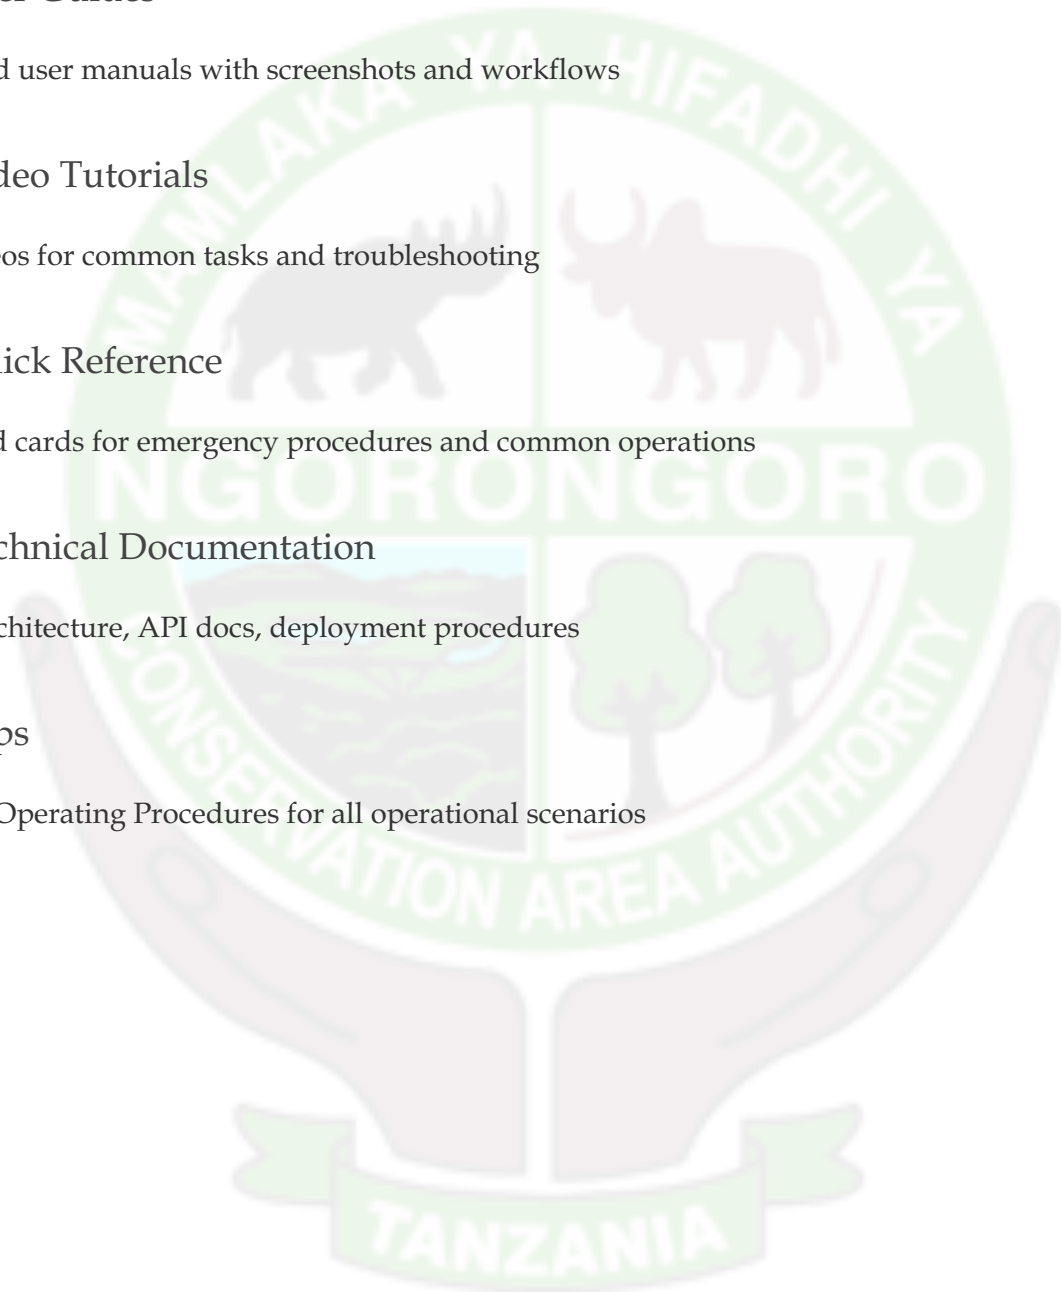 er Guides
d user manuals with screenshots and workflows
deo Tutorials
eos for common tasks and troubleshooting
ick Reference
d cards for emergency procedures and common operations
chnical Documentation
chitecture, API docs, deployment procedures
ps
Operating Procedures for all operational scenarios
MAMLAKA YA HIFADHI YA
NGORONGORO
CONSERVATION AREA AUTHORITY
TANZANIA